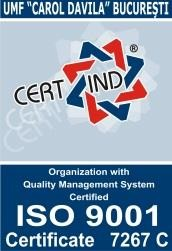 UMF “CAROL DAVILA” BUCUREŞTI
CERT IND ®
Organization with
Quality Management System
Certified
ISO 9001
Certificate 7267 C